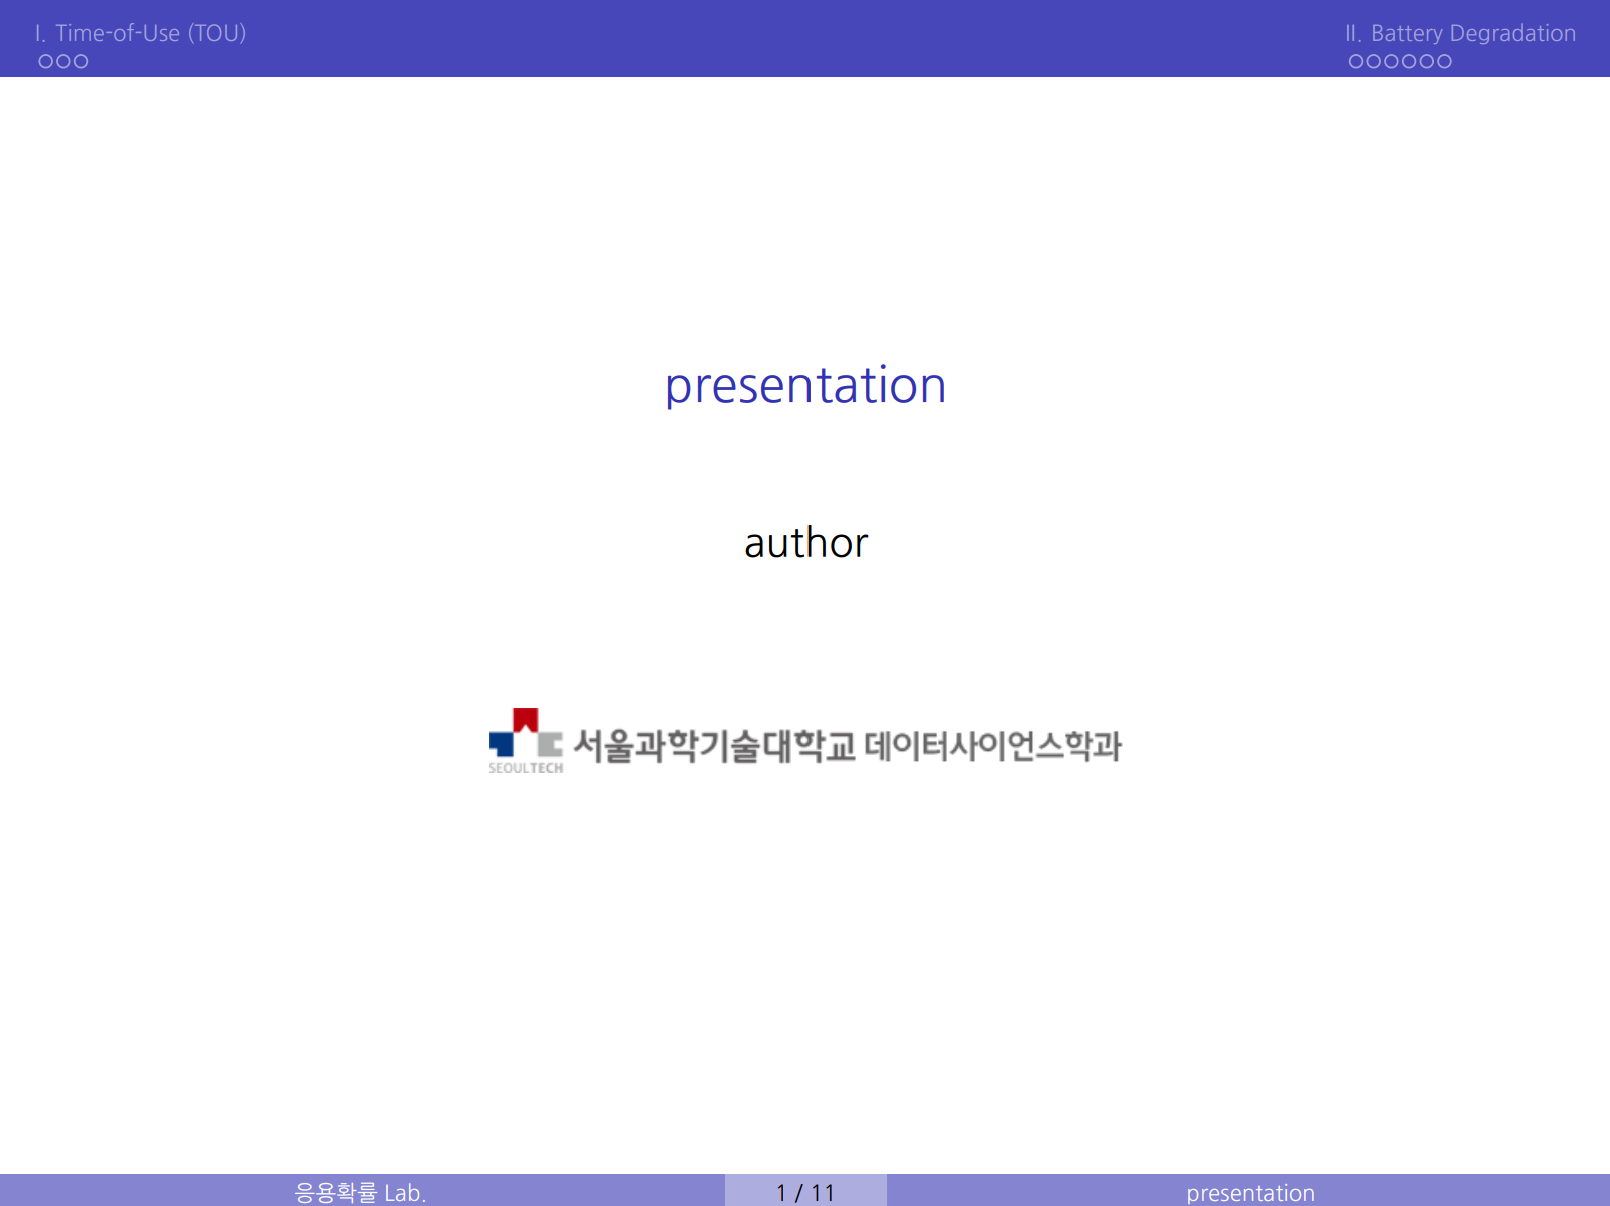 I. Time-of-Use (TOU)
II. Battery Degradation
presentation
author
SEOULTECH
서울과학기술대학교 데이터사이언스학과
응용확률 Lab.
1 / 11
presentation